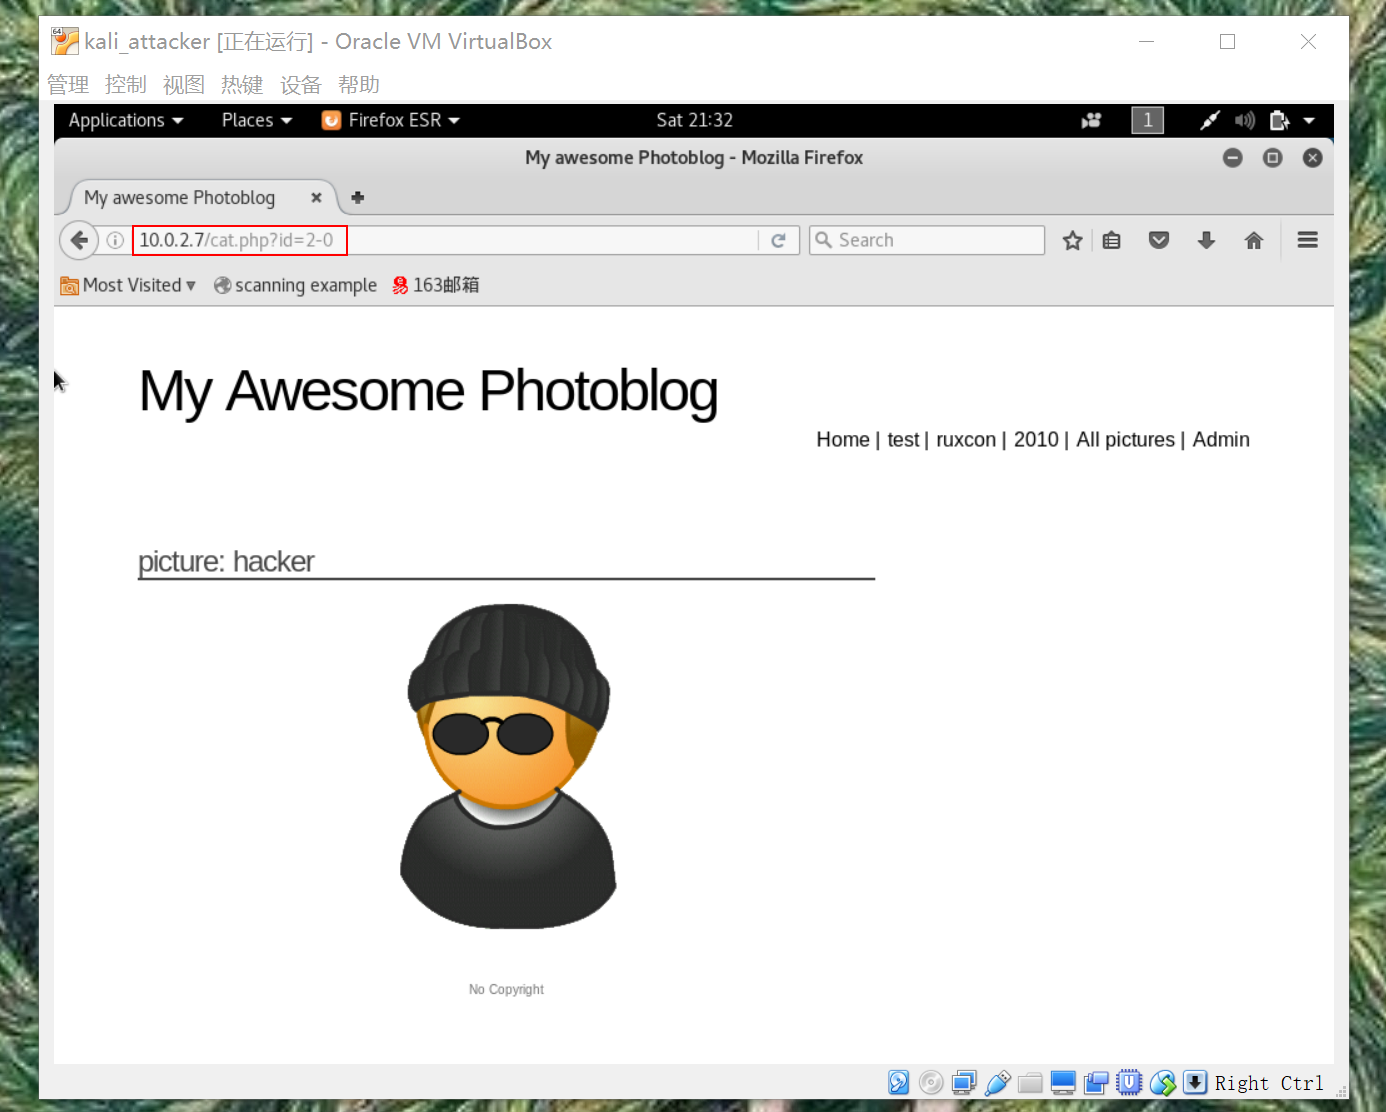 kali_attacker [正在运行] - Oracle VM VirtualBox
管理 控制 视图 热键 设备 帮助
Applications Places Firefox ESR Sat 21:32 1
My awesome Photoblog - Mozilla Firefox
My awesome Photoblog
10.0.2.7/cat.php?id=2-0 Search
Most Visited scanning example 163邮箱
My Awesome Photoblog
Home | test | ruxcon | 2010 | All pictures | Admin
picture: hacker
No Copyright
Right Ctrl